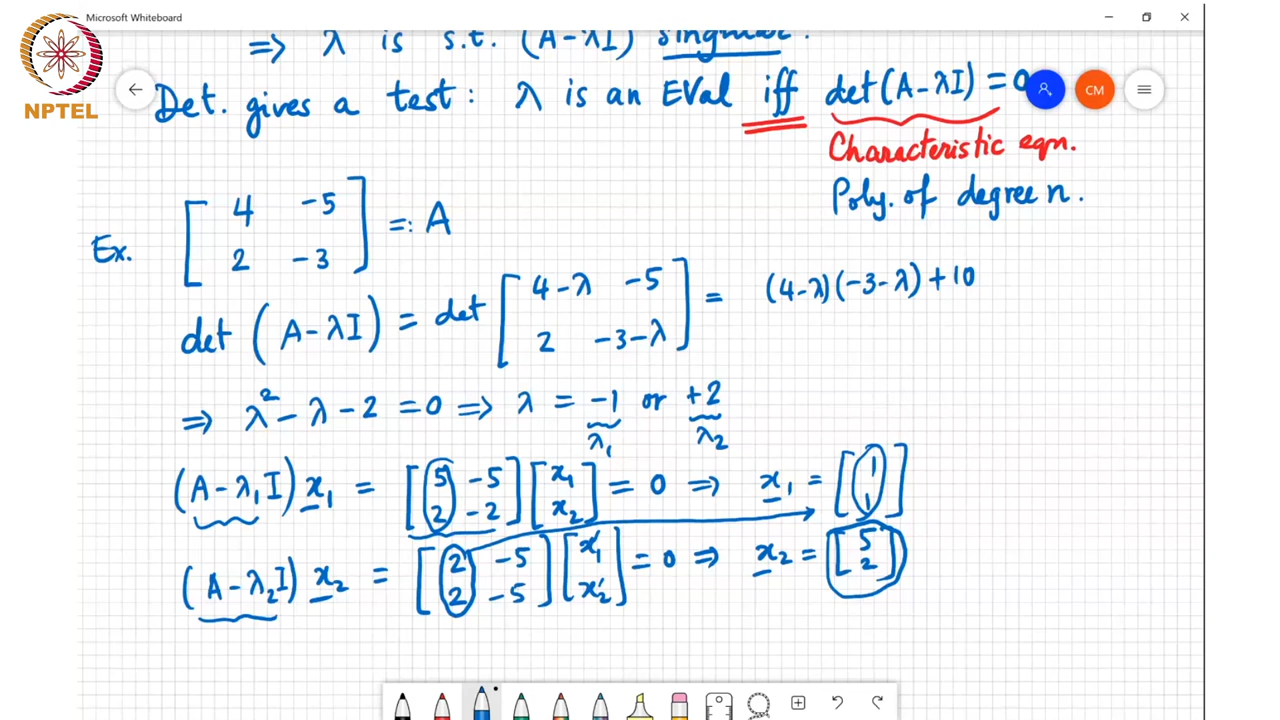 Microsoft Whiteboard
NPTEL
⇒ λ is s.t. (A-λI) singular.
Det. gives a test: λ is an EVal iff det(A-λI) = 0
CM
Characteristic eqn.
Poly. of degree n.
Ex. [4 -5; 2 -3] =: A
det (A-λI) = det [4-λ -5; 2 -3-λ] = (4-λ)(-3-λ)+10
⇒ λ² - λ - 2 = 0 ⇒ λ = -1 or +2
λ₁ λ₂
(A-λ₁I) x₁ = [5 -5; 2 -2] [x₁; x₂] = 0 ⇒ x₁ = [1; 1]
(A-λ₂I) x₂ = [2 -5; 2 -5] [x₁′; x₂′] = 0 ⇒ x₂ = [5; 2]